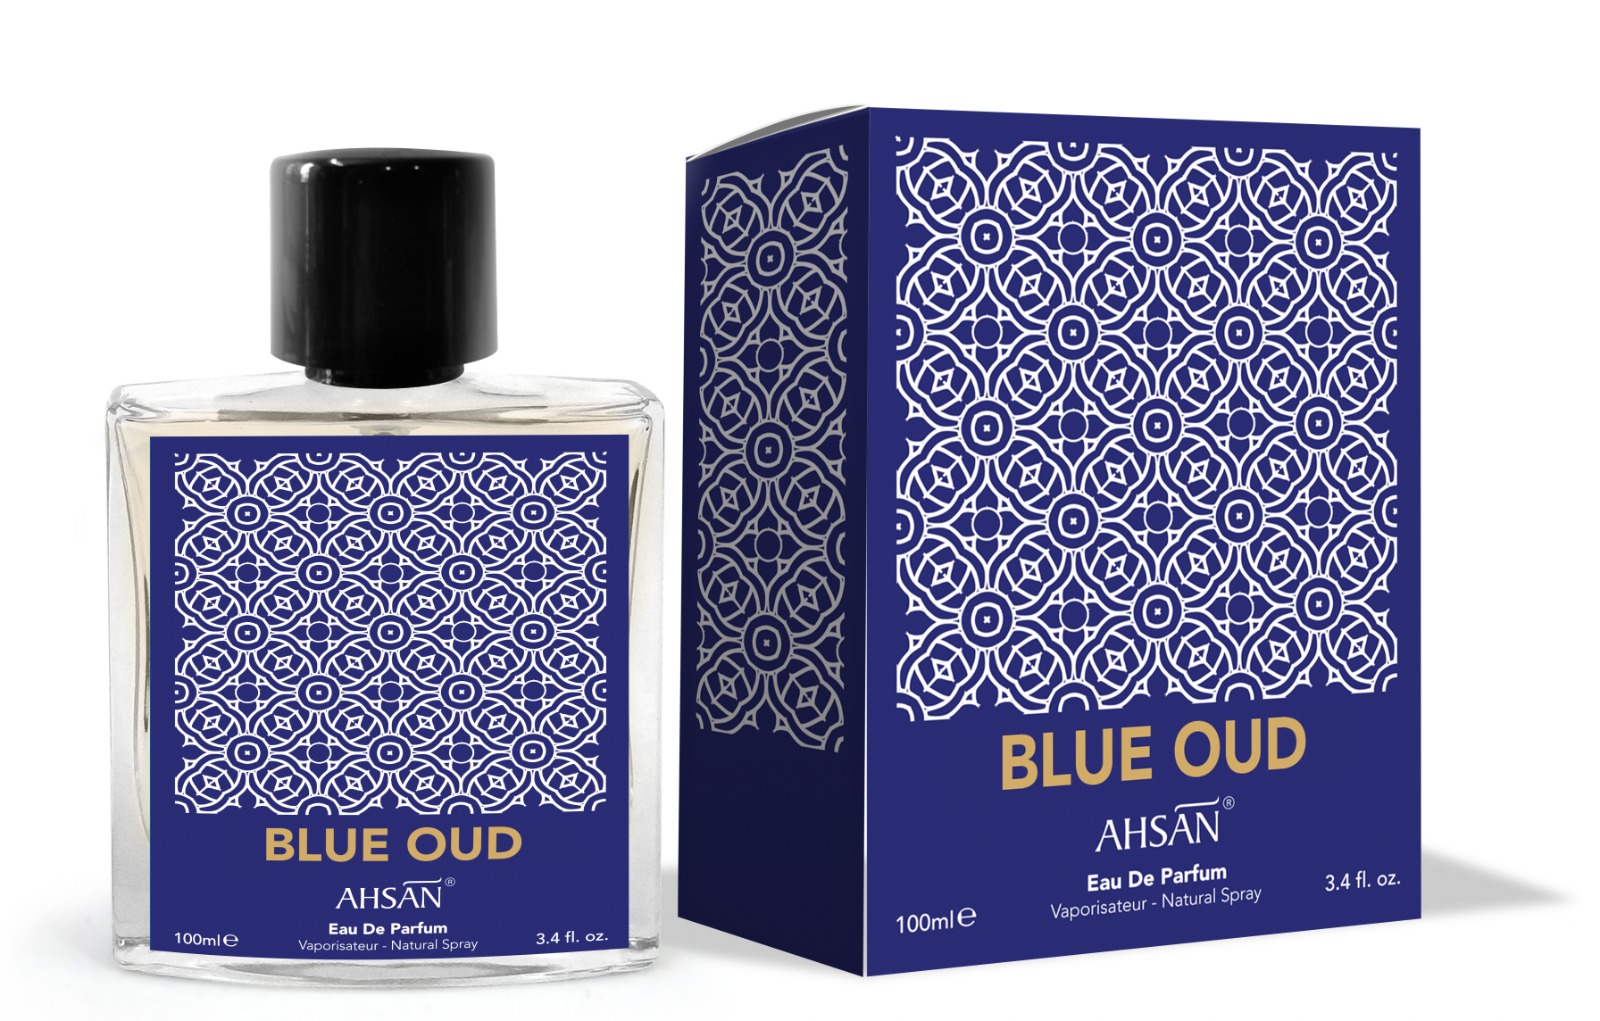 BLUE OUD
AHSAN®
Eau De Parfum
Vaporisateur - Natural Spray
100ml℮
3.4 fl. oz.
BLUE OUD
AHSAN®
Eau De Parfum
Vaporisateur - Natural Spray
100ml℮
3.4 fl. oz.